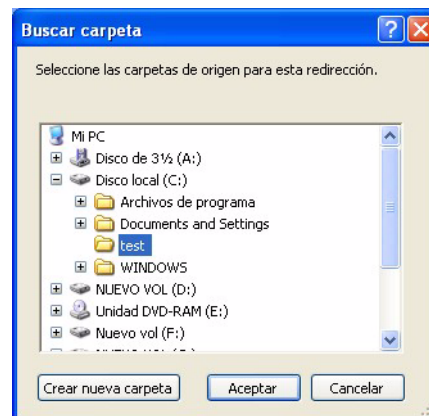 Buscar carpeta
Seleccione las carpetas de origen para esta redirección.
Mi PC
Disco de 3½ (A:)
Disco local (C:)
Archivos de programa
Documents and Settings
test
WINDOWS
NUEVO VOL (D:)
Unidad DVD-RAM (E:)
Nuevo vol (F:)
Crear nueva carpeta
Aceptar
Cancelar